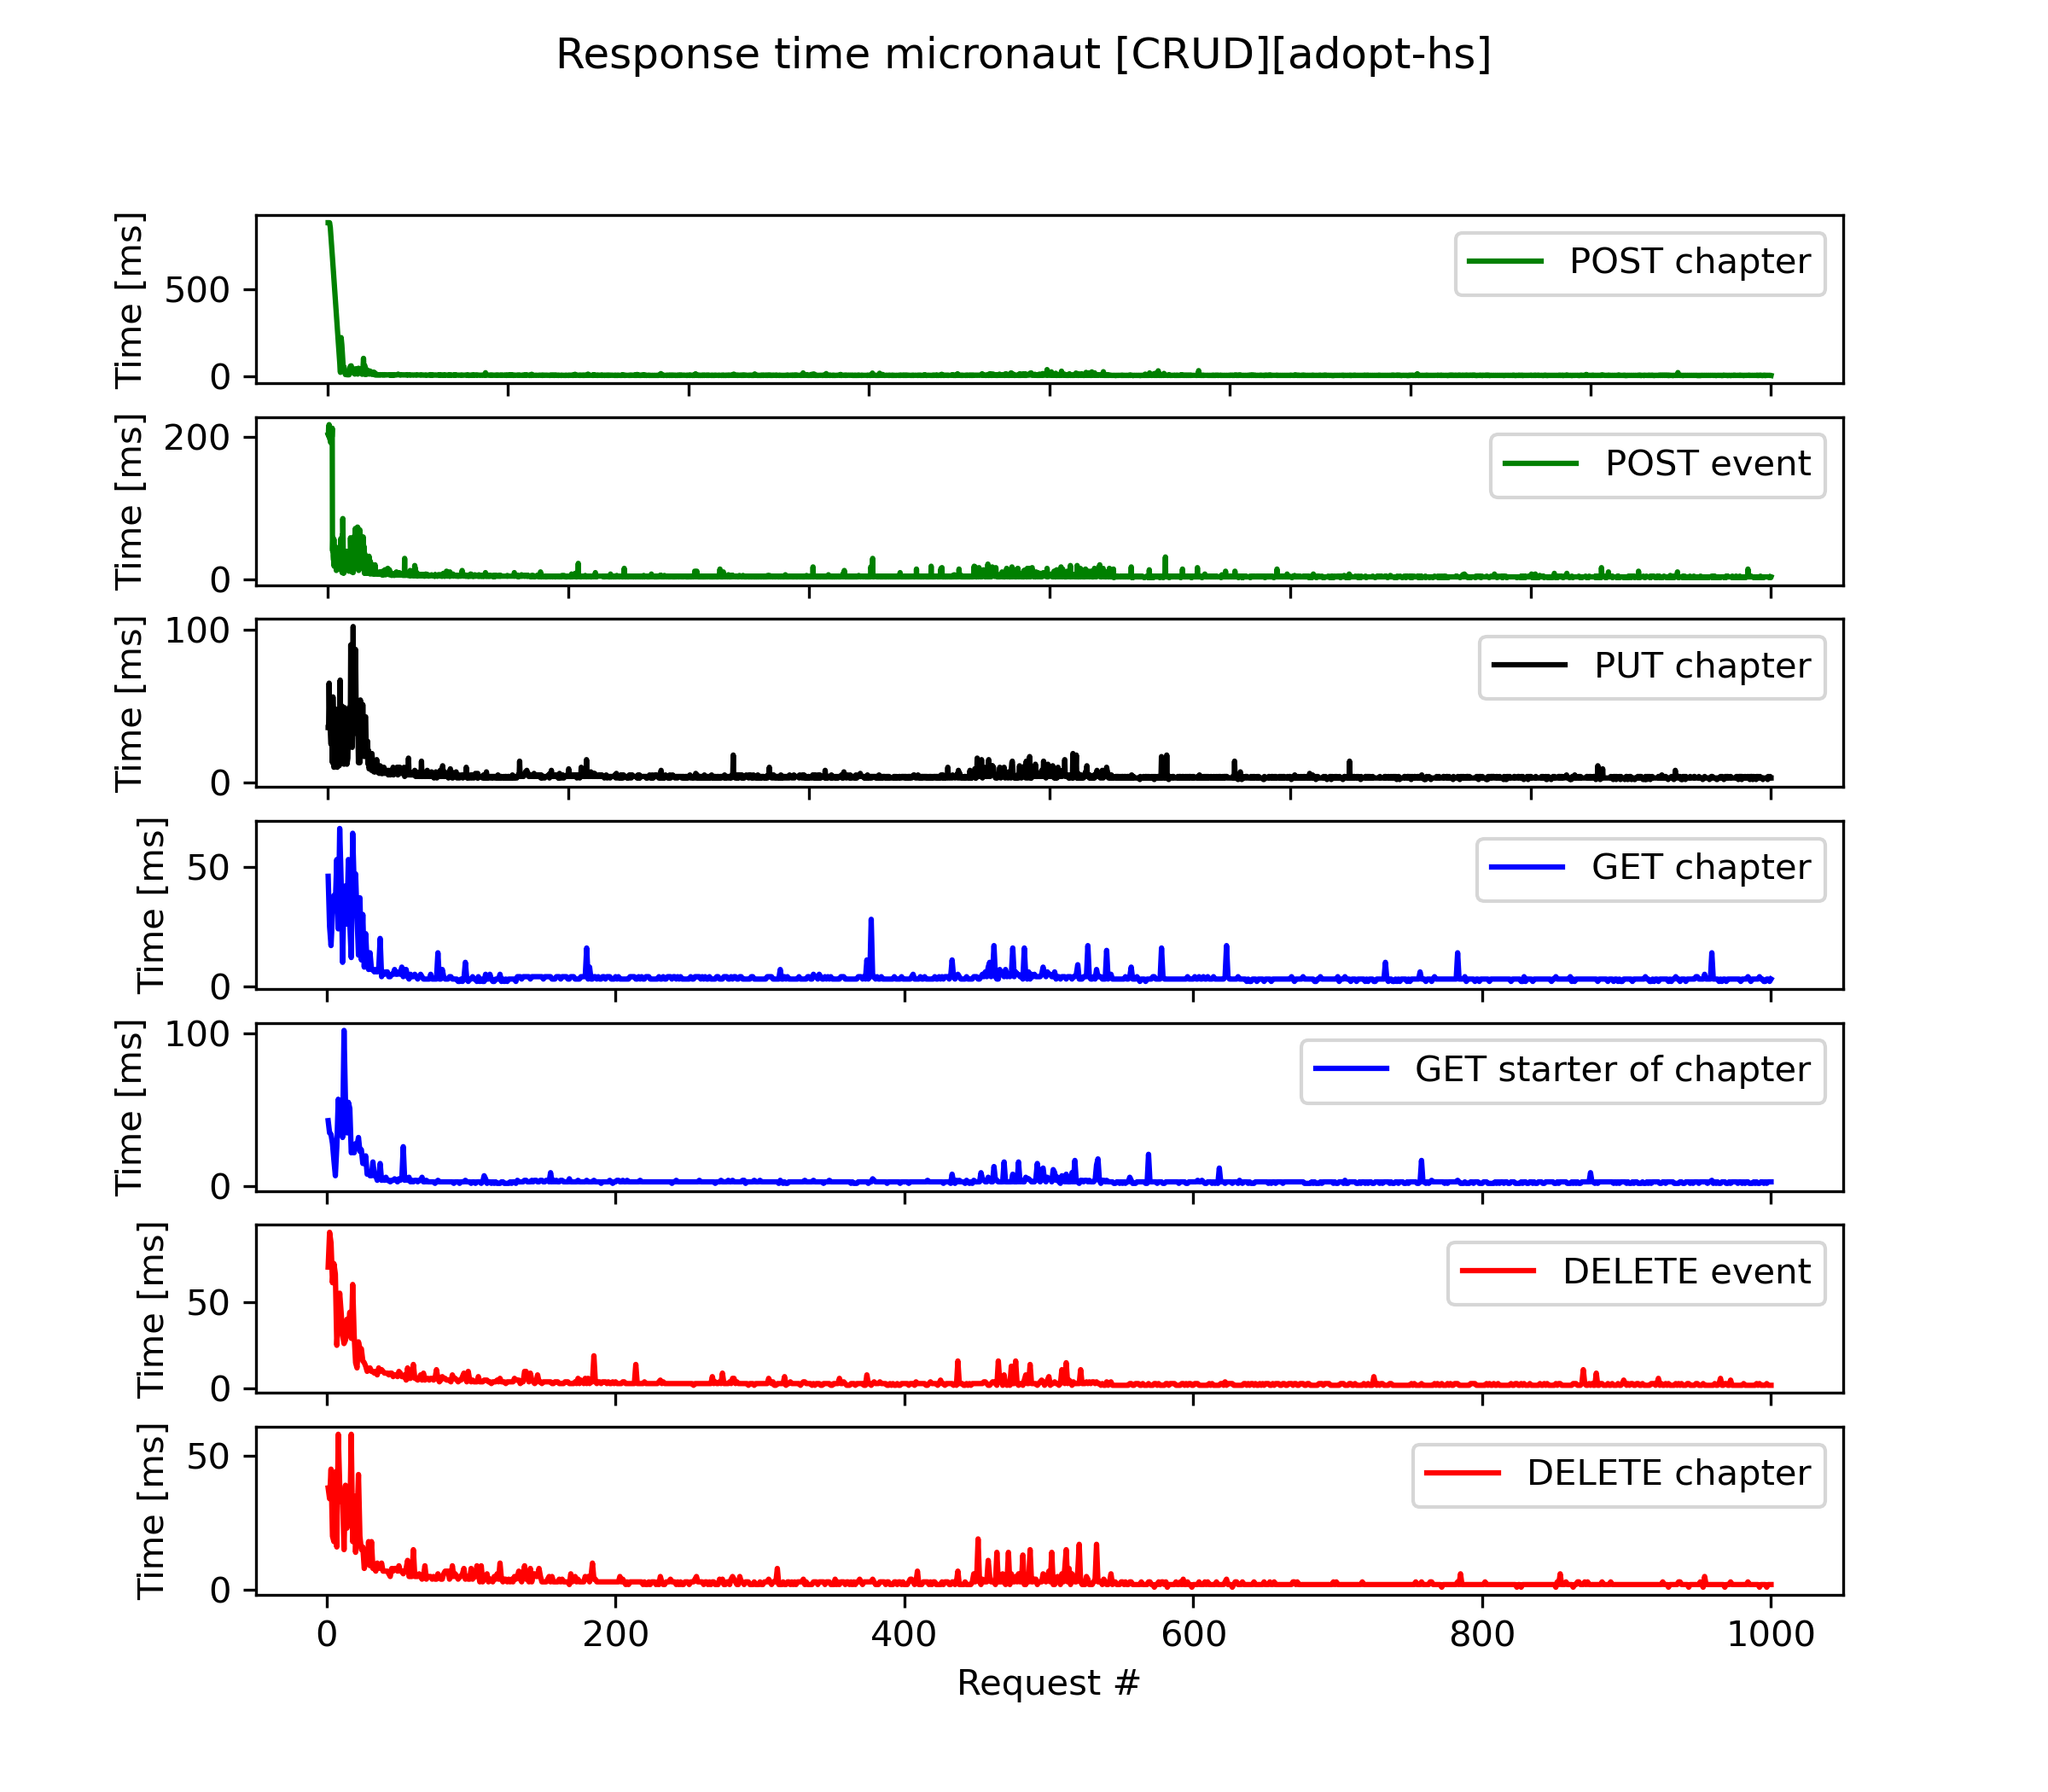 Response time micronaut [CRUD][adopt-hs]
Time [ms]
500
0
POST chapter
Time [ms]
200
0
POST event
Time [ms]
100
0
PUT chapter
Time [ms]
50
0
GET chapter
Time [ms]
100
0
GET starter of chapter
Time [ms]
50
0
DELETE event
Time [ms]
50
0
DELETE chapter
0 200 400 600 800 1000
Request #